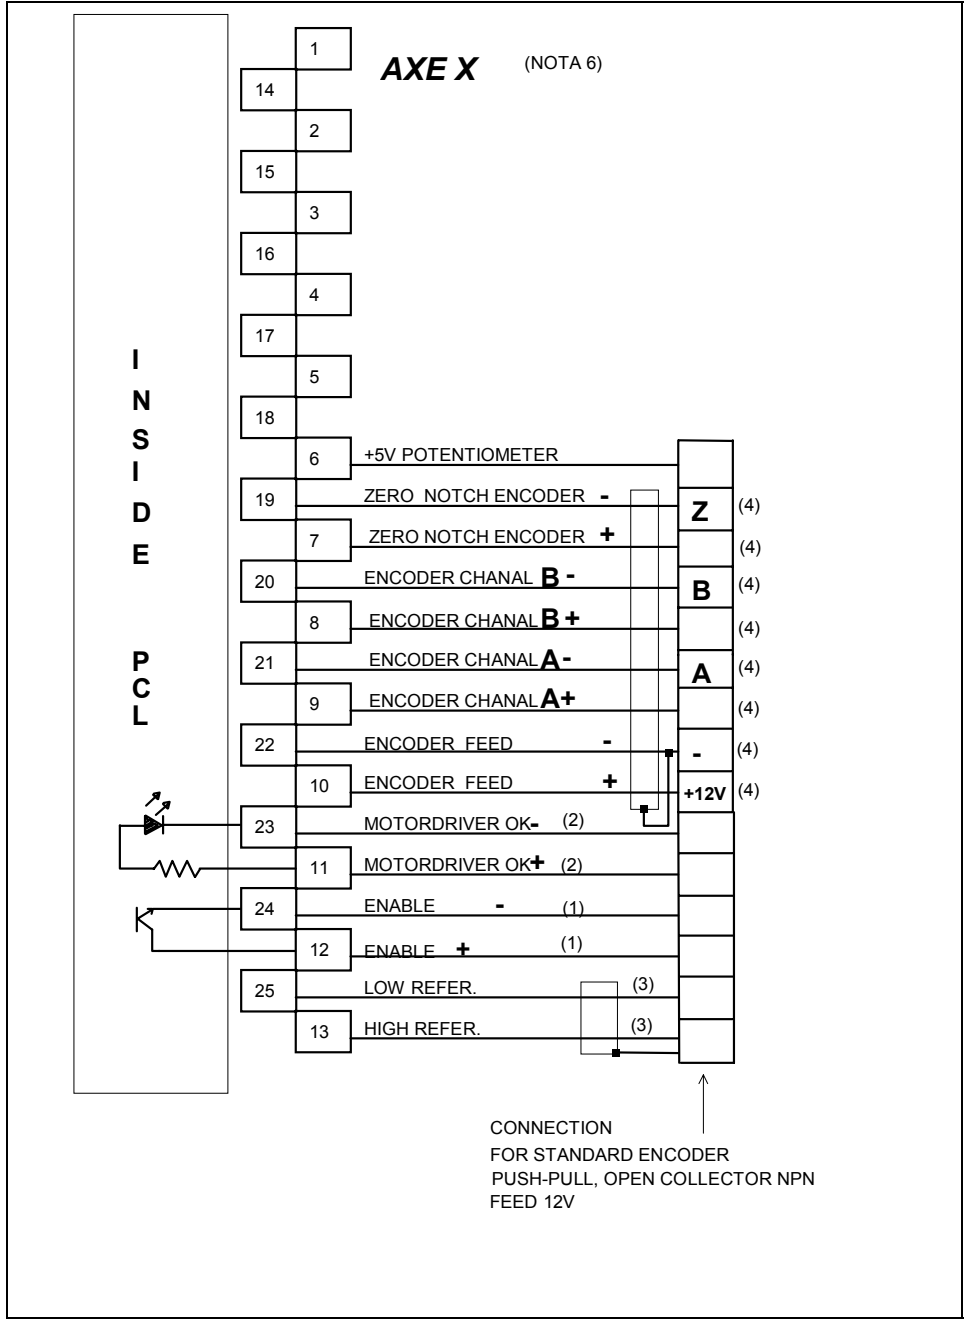 1
AXE X (NOTA 6)
14
2
15
3
16
4
17
5
18
6 +5V POTENTIOMETER
19 ZERO NOTCH ENCODER - Z (4)
7 ZERO NOTCH ENCODER + (4)
20 ENCODER CHANAL B - B (4)
8 ENCODER CHANAL B + (4)
21 ENCODER CHANAL A - A (4)
9 ENCODER CHANAL A+ (4)
22 ENCODER FEED - - (4)
10 ENCODER FEED + +12V (4)
23 MOTORDRIVER OK- (2)
11 MOTORDRIVER OK+ (2)
24 ENABLE - (1)
12 ENABLE + (1)
25 LOW REFER. (3)
13 HIGH REFER. (3)
INSIDE PCL
CONNECTION
FOR STANDARD ENCODER
PUSH-PULL, OPEN COLLECTOR NPN
FEED 12V